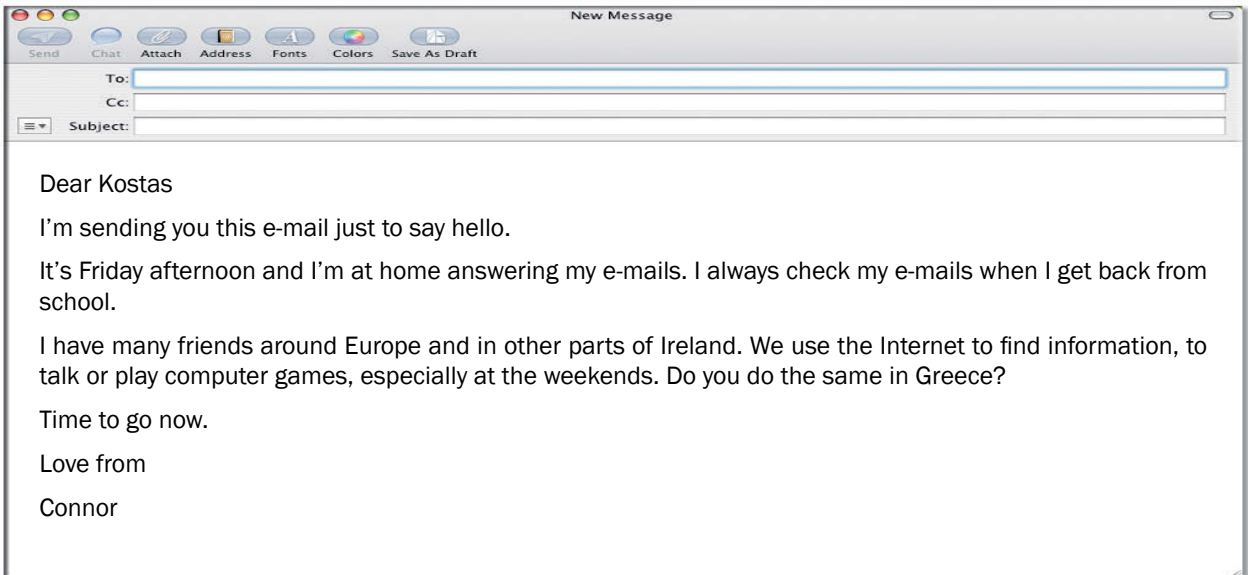 New Message
Send Chat Attach Address Fonts Colors Save As Draft
To:
Cc:
Subject:
Dear Kostas
I'm sending you this e-mail just to say hello.
It's Friday afternoon and I'm at home answering my e-mails. I always check my e-mails when I get back from
school.
I have many friends around Europe and in other parts of Ireland. We use the Internet to find information, to
talk or play computer games, especially at the weekends. Do you do the same in Greece?
Time to go now.
Love from
Connor